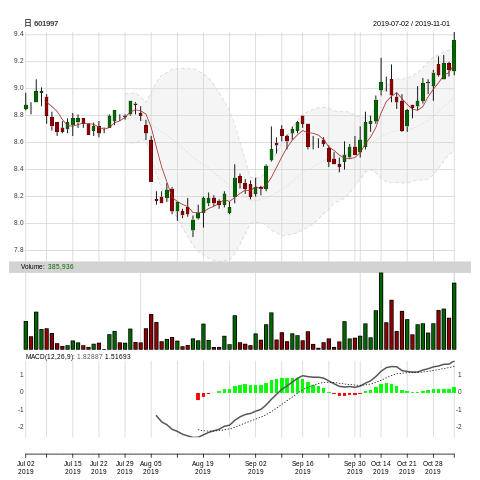 日 601997 2019-07-02 / 2019-11-01
9.4
9.2
9.0
8.8
8.6
8.4
8.2
8.0
7.8
Volume: 385,936
MACD(12,26,9): 1.82887 1.51693
1 1
0 0
-1 -1
-2 -2
Jul 02 Jul 15 Jul 22 Jul 29 Aug 05 Aug 19 Sep 02 Sep 16 Sep 30 Oct 14 Oct 21 Oct 28
2019 2019 2019 2019 2019 2019 2019 2019 2019 2019 2019 2019